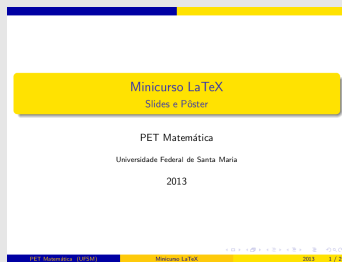 Minicurso LaTeX
Slides e Pôster
PET Matemática
Universidade Federal de Santa Maria
2013
PET Matemática (UFSM) Minicurso LaTeX 2013 1 / 2